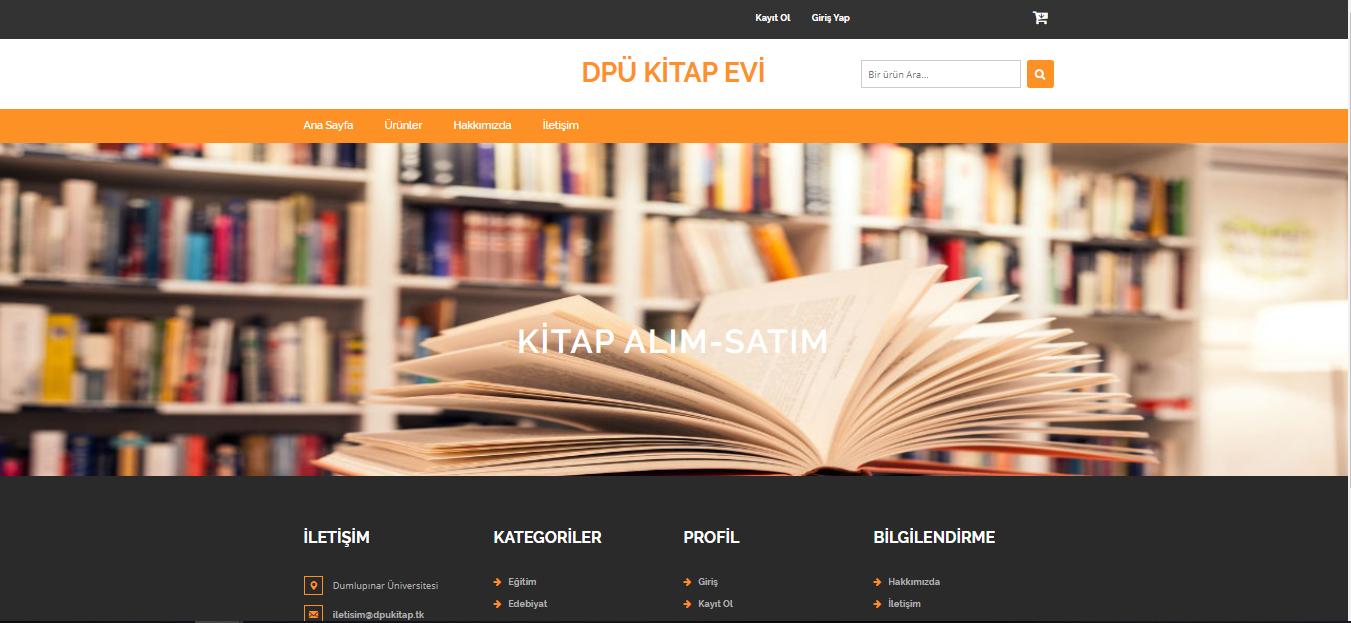 Kayıt Ol Giriş Yap
DPÜ KİTAP EVİ
Bir ürün Ara...
Ana Sayfa Ürünler Hakkımızda İletişim
KİTAP ALIM-SATIM
İLETİŞİM
Dumlupınar Üniversitesi
iletisim@dpukitap.tk
KATEGORİLER
Eğitim
Edebiyat
PROFİL
Giriş
Kayıt Ol
BİLGİLENDİRME
Hakkımızda
İletişim